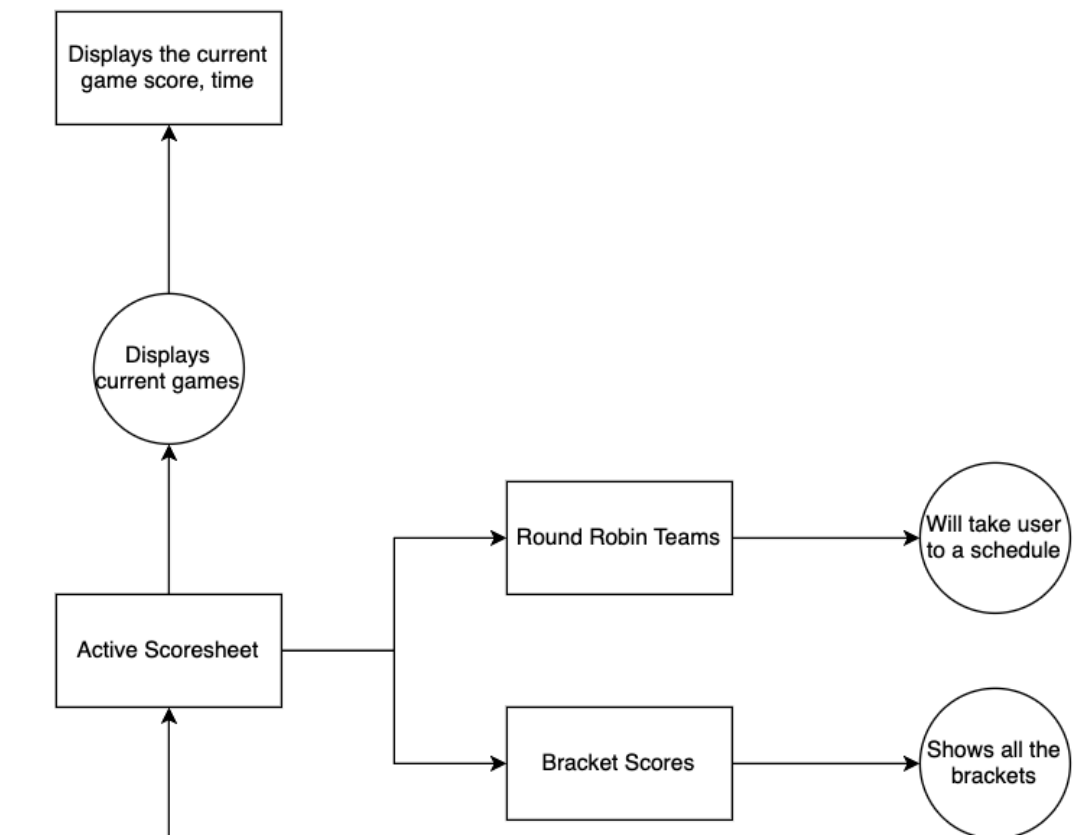 Displays the current
game score, time
Displays
current games
Will take user
to a schedule
Round Robin Teams
Active Scoresheet
Bracket Scores
Shows all the
brackets